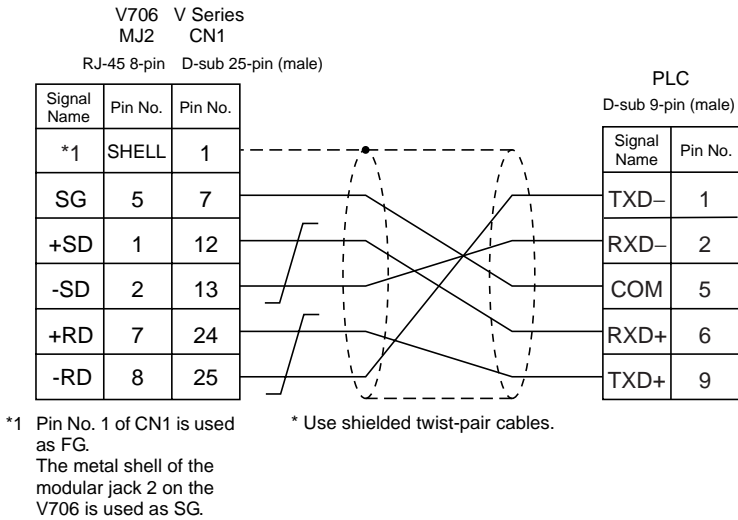 V706 V Series
MJ2 CN1
RJ-45 8-pin D-sub 25-pin (male)
PLC
D-sub 9-pin (male)
Signal Name Pin No. Pin No.
*1 SHELL 1
SG 5 7
+SD 1 12
-SD 2 13
+RD 7 24
-RD 8 25
Signal Name Pin No.
TXD− 1
RXD− 2
COM 5
RXD+ 6
TXD+ 9
*1 Pin No. 1 of CN1 is used
as FG.
The metal shell of the
modular jack 2 on the
V706 is used as SG.
* Use shielded twist-pair cables.